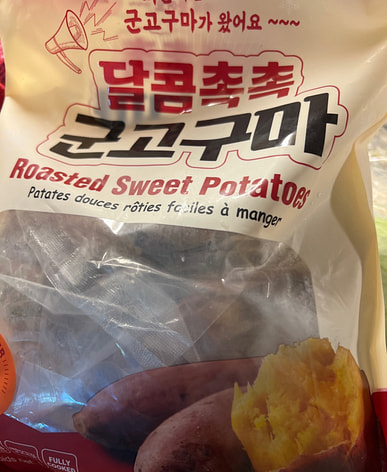 군고구마가 왔어요 ~~~
달콤촉촉
군고구마
Roasted Sweet Potatoes
Patates douces rôties faciles à manger
FULLY
COOKED